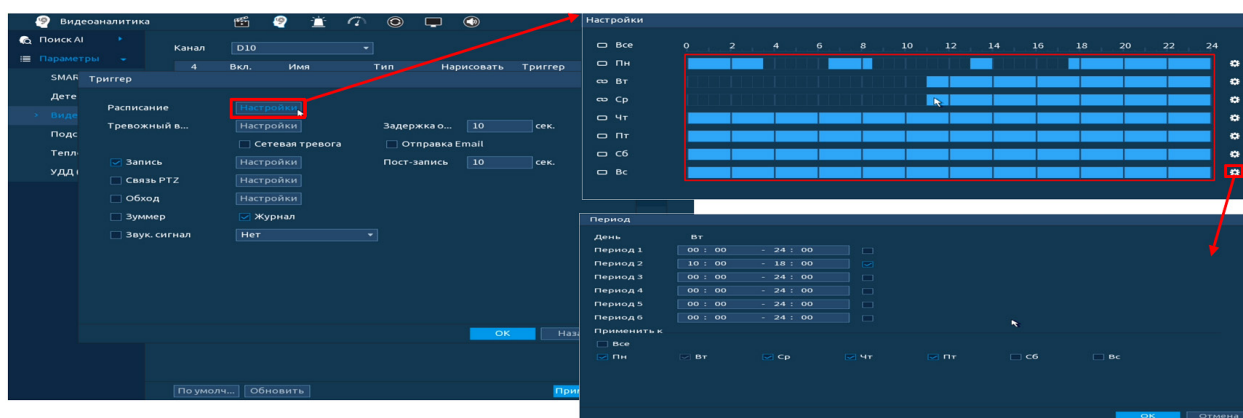 Видеоаналитика
Поиск AI
Параметры
SMAR
Дете
Виде
Подс
Тепл
УДД
Канал D10
4 Вкл. Имя Тип Нарисовать Триггер
Триггер
Расписание Настройки
Тревожный в... Настройки Задержка о... 10 сек.
Сетевая тревога Отправка Email
Запись Настройки Пост-запись 10 сек.
Связь PTZ Настройки
Обход Настройки
Зуммер Журнал
Звук. сигнал Нет
OK Наза
По умолч... Обновить При
Настройки
Все 0 2 4 6 8 10 12 14 16 18 20 22 24
Пн
Вт
Ср
Чт
Пт
Сб
Вс
Период
День Вт
Период 1 00 : 00 - 24 : 00
Период 2 10 : 00 - 18 : 00
Период 3 00 : 00 - 24 : 00
Период 4 00 : 00 - 24 : 00
Период 5 00 : 00 - 24 : 00
Период 6 00 : 00 - 24 : 00
Применить к
Все
Пн Вт Ср Чт Пт Сб Вс
OK Отмена